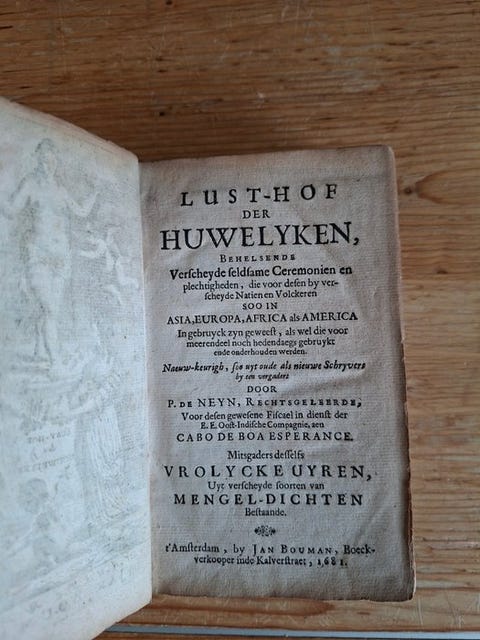 LUST-HOF
DER
HUWELYKEN,
BEHELSENDE
Verscheyde seldsame Ceremonien en
plechtigheden, die voor desen by ver-
scheyde Natien en Volckeren
SOO IN
ASIA, EUROPA, AFRICA als AMERICA
In gebruyck zyn geweest, als wel die voor
meerendeel noch hedendaegs gebruykt
ende onderhouden werden.
Naeuw-keurigh, soo uyt oude als nieuwe Schryvers
by een vergadert
DOOR
P. DE NEYN, RECHTSGELEERDE,
Voor desen gewesene Fiscael in dienst der
E. E. Oost-Indische Compagnie, aen
CABO DE BOA ESPERANCE.
Mitsgaders desselfs
VROLYCKE UYREN,
Uyt verscheyde soorten van
MENGEL-DICHTEN
Bestaande.
t'Amsterdam, by JAN BOUMAN, Boeck-
verkooper inde Kalverstraet, 1681.